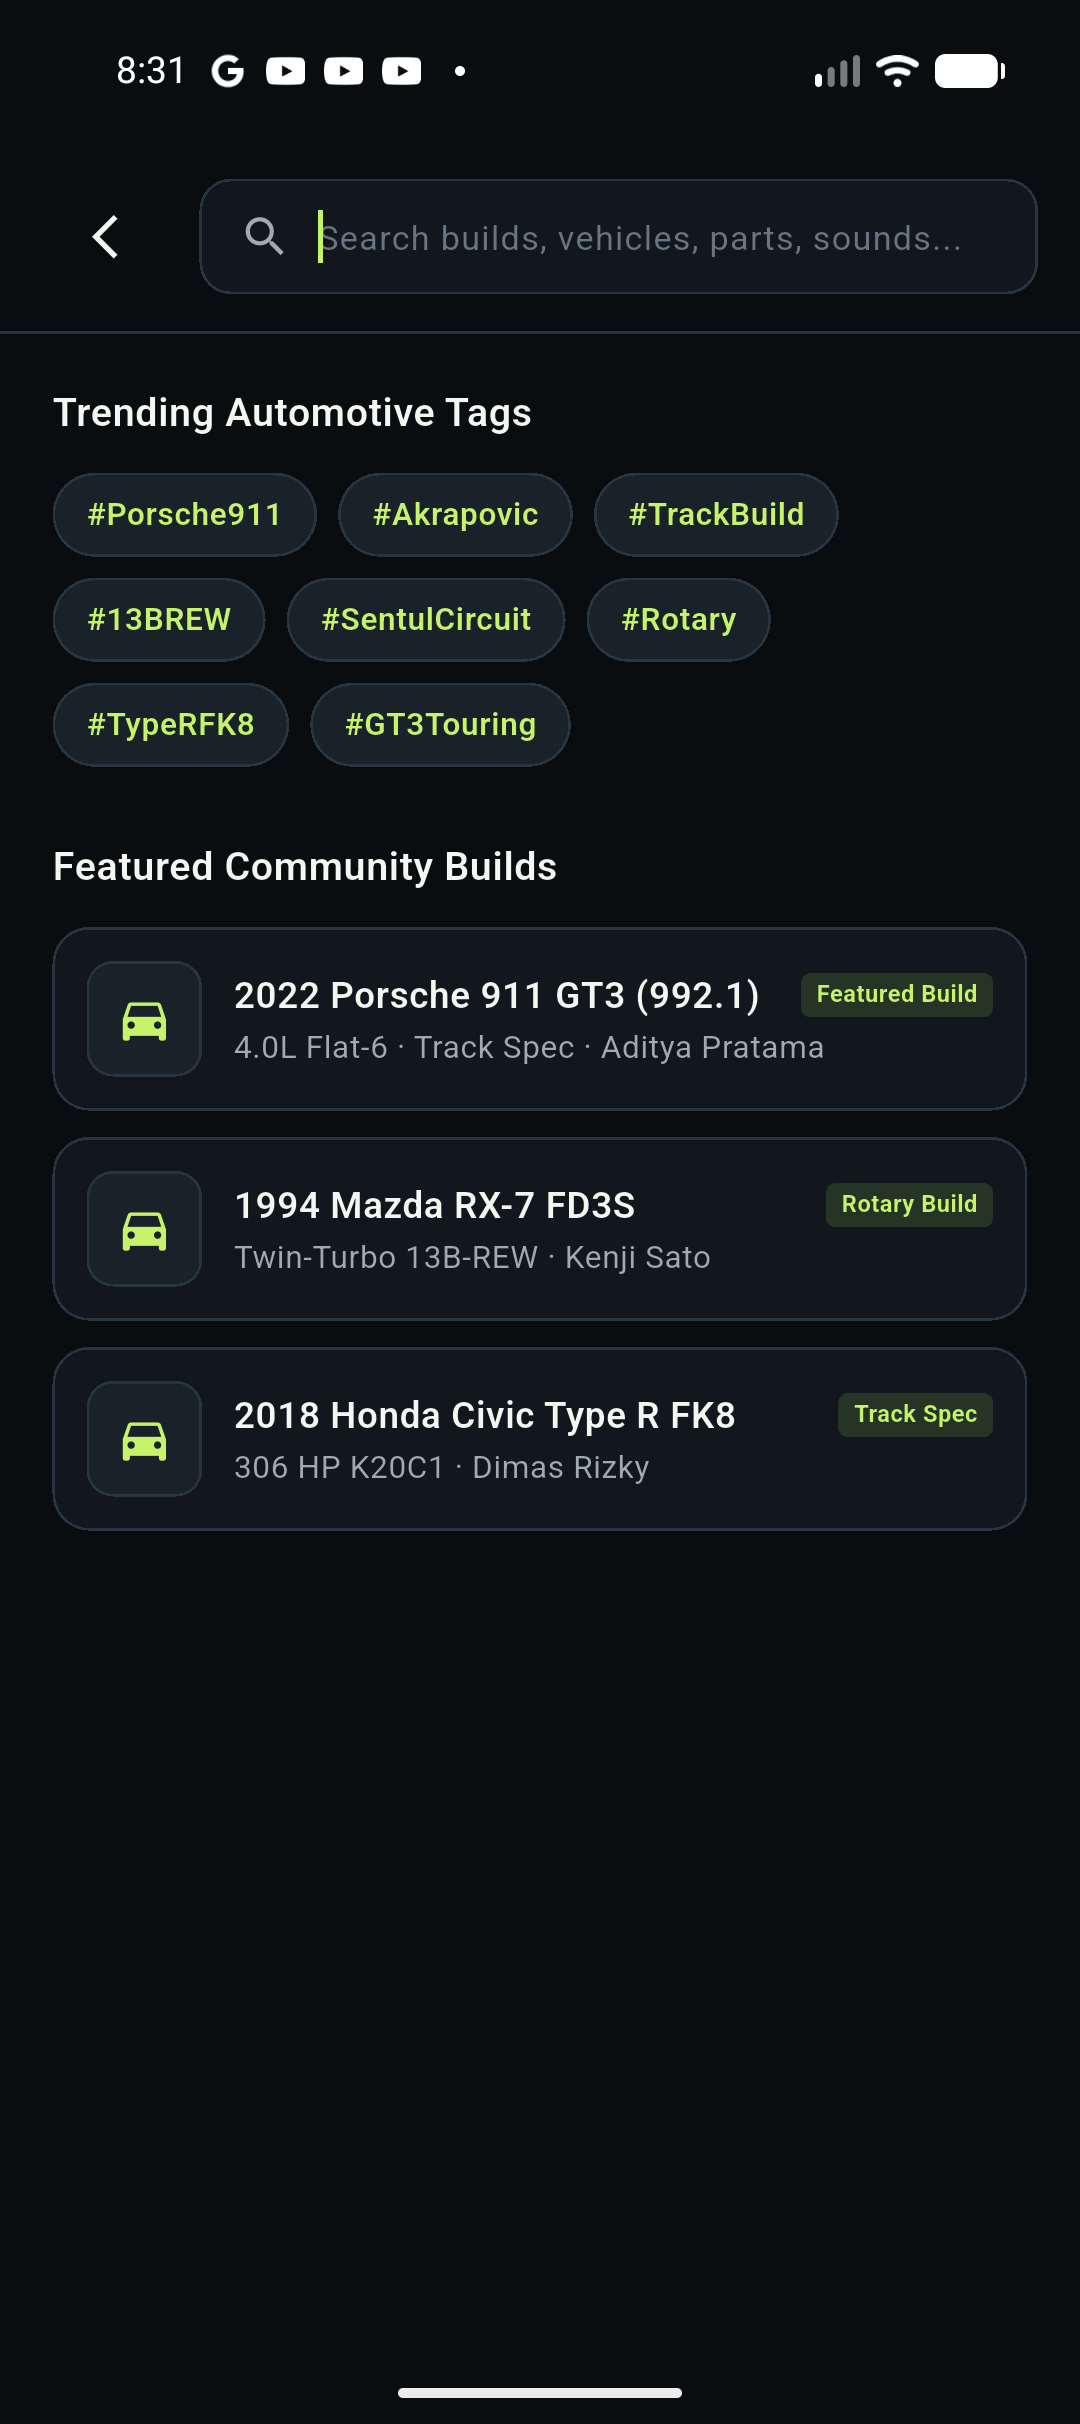 8:31
Search builds, vehicles, parts, sounds...
Trending Automotive Tags
#Porsche911 #Akrapovic #TrackBuild
#13BREW #SentulCircuit #Rotary
#TypeRFK8 #GT3Touring
Featured Community Builds
2022 Porsche 911 GT3 (992.1) Featured Build
4.0L Flat-6 · Track Spec · Aditya Pratama
1994 Mazda RX-7 FD3S Rotary Build
Twin-Turbo 13B-REW · Kenji Sato
2018 Honda Civic Type R FK8 Track Spec
306 HP K20C1 · Dimas Rizky